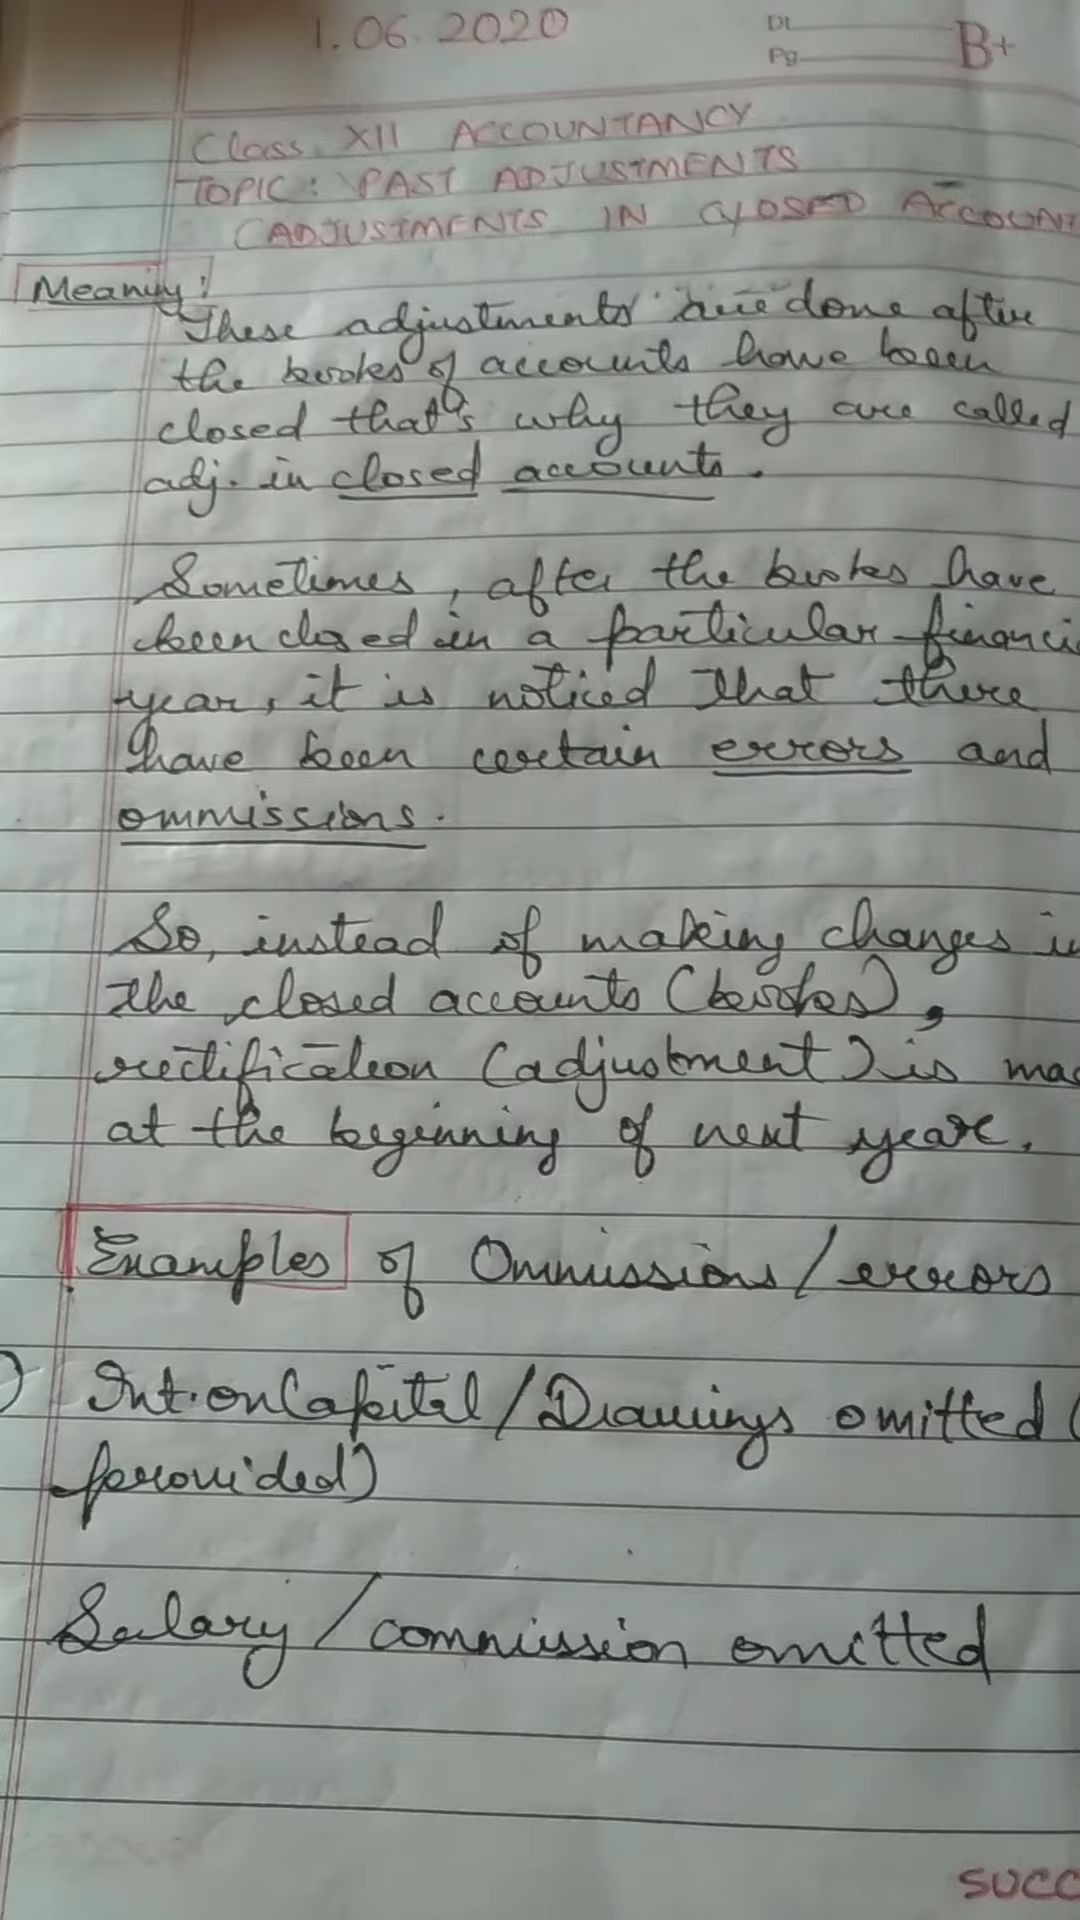 1.06.2020
Dt
Pg
B+
Class XII ACCOUNTANCY
TOPIC: PAST ADJUSTMENTS
(ADJUSTMENTS IN CLOSED ACCOUNT
Meaning:
These adjustments are done after
the books of accounts have been
closed that's why they are called
adj. in closed accounts.
Sometimes, after the books have
been closed in a particular financi
year, it is noticed that there
have been certain errors and
ommissions.
So, instead of making changes in
the closed accounts (books),
rectification (adjustment) is mad
at the beginning of next year.
Examples of Ommissions/errors
) Int. on Capital/Drawings omitted (
provided)
Salary/commission omitted
SUCC